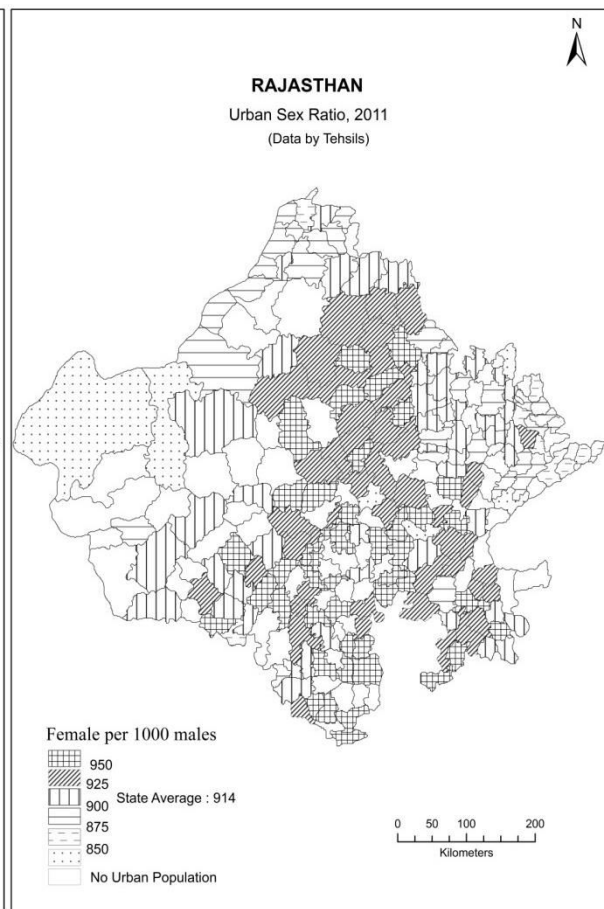 N
RAJASTHAN
Urban Sex Ratio, 2011
(Data by Tehsils)
Female per 1000 males
950
925
State Average : 914
900
875
850
No Urban Population
0 50 100 200
Kilometers